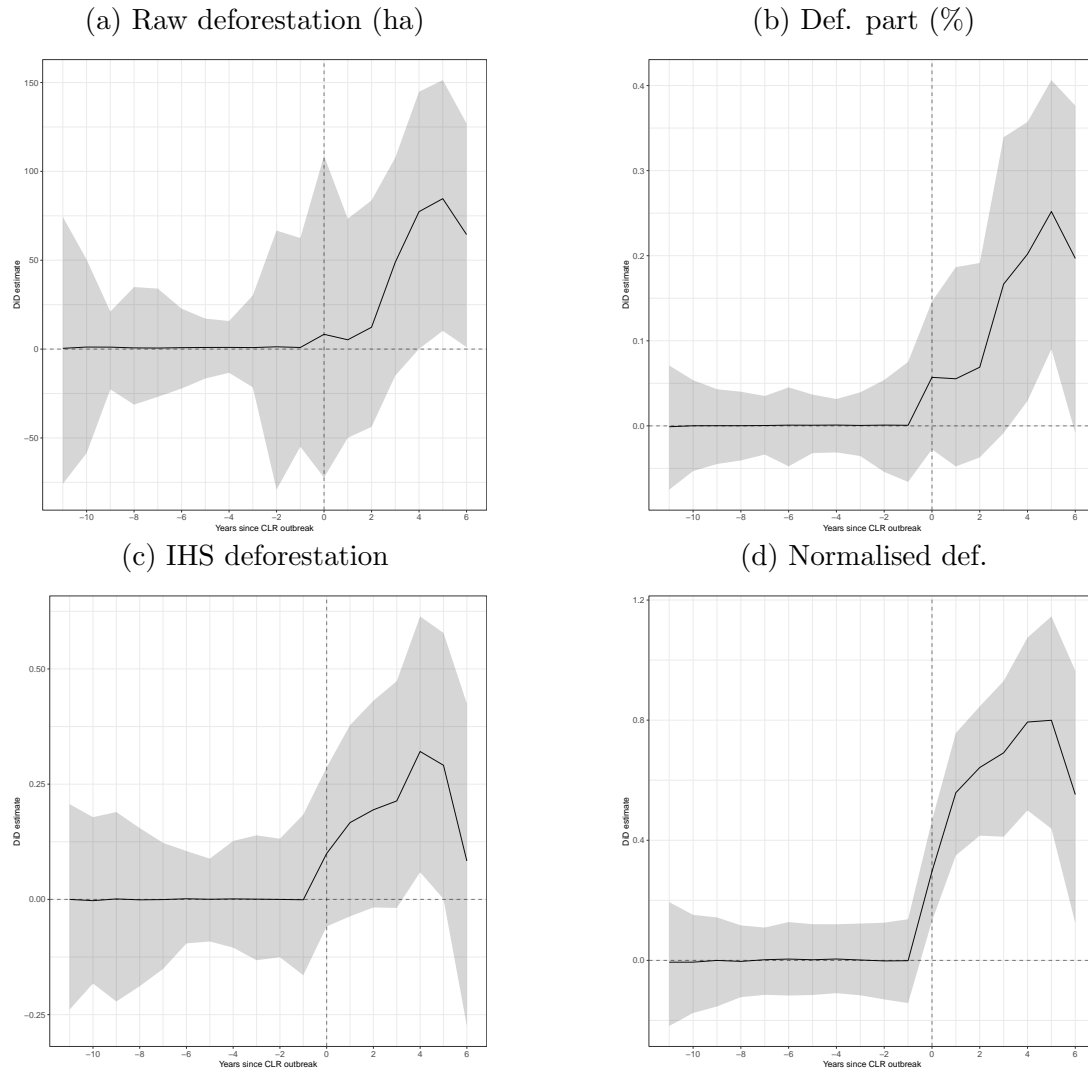 (a) Raw deforestation (ha)
150
100
50
0
−50
DiD estimate
−10 −8 −6 −4 −2 0 2 4 6
Years since CLR outbreak
(b) Def. part (%)
0.4
0.3
0.2
0.1
0.0
DiD estimate
−10 −8 −6 −4 −2 0 2 4 6
Years since CLR outbreak
(c) IHS deforestation
0.50
0.25
0.00
−0.25
DiD estimate
−10 −8 −6 −4 −2 0 2 4 6
Years since CLR outbreak
(d) Normalised def.
1.2
0.8
0.4
0.0
DiD estimate
−10 −8 −6 −4 −2 0 2 4 6
Years since CLR outbreak